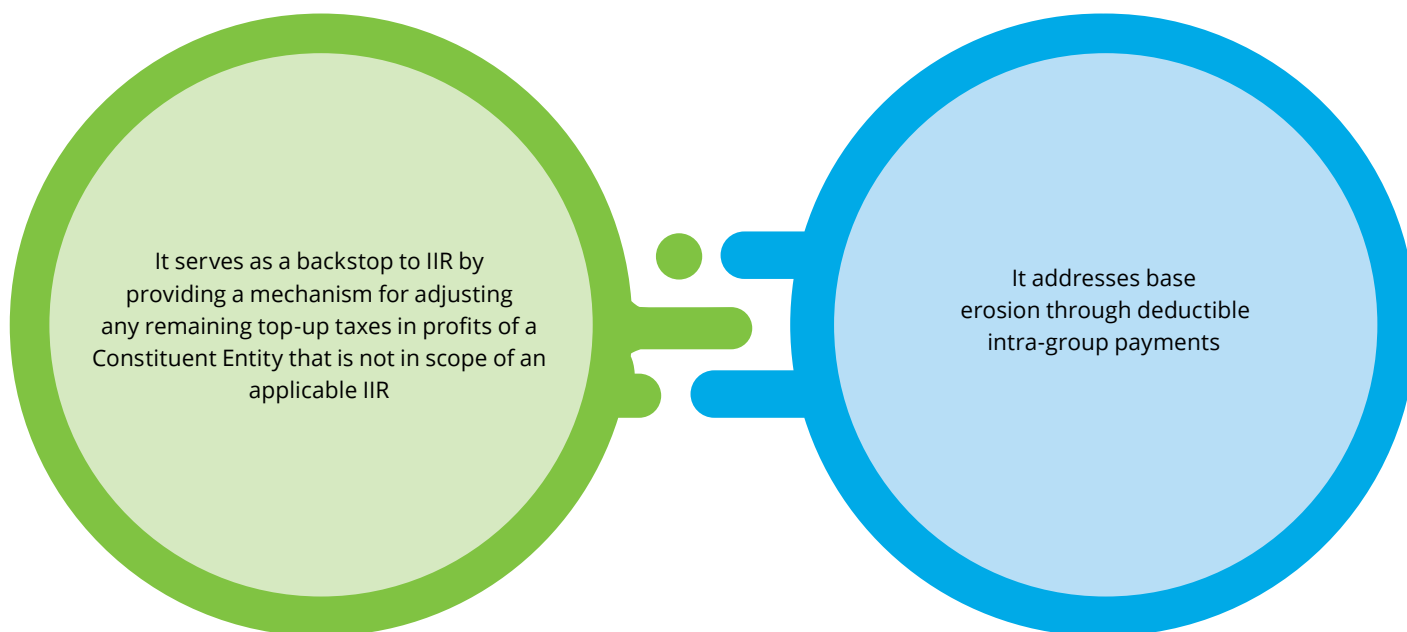 It serves as a backstop to IIR by
providing a mechanism for adjusting
any remaining top-up taxes in profits of a
Constituent Entity that is not in scope of an
applicable IIR
It addresses base
erosion through deductible
intra-group payments